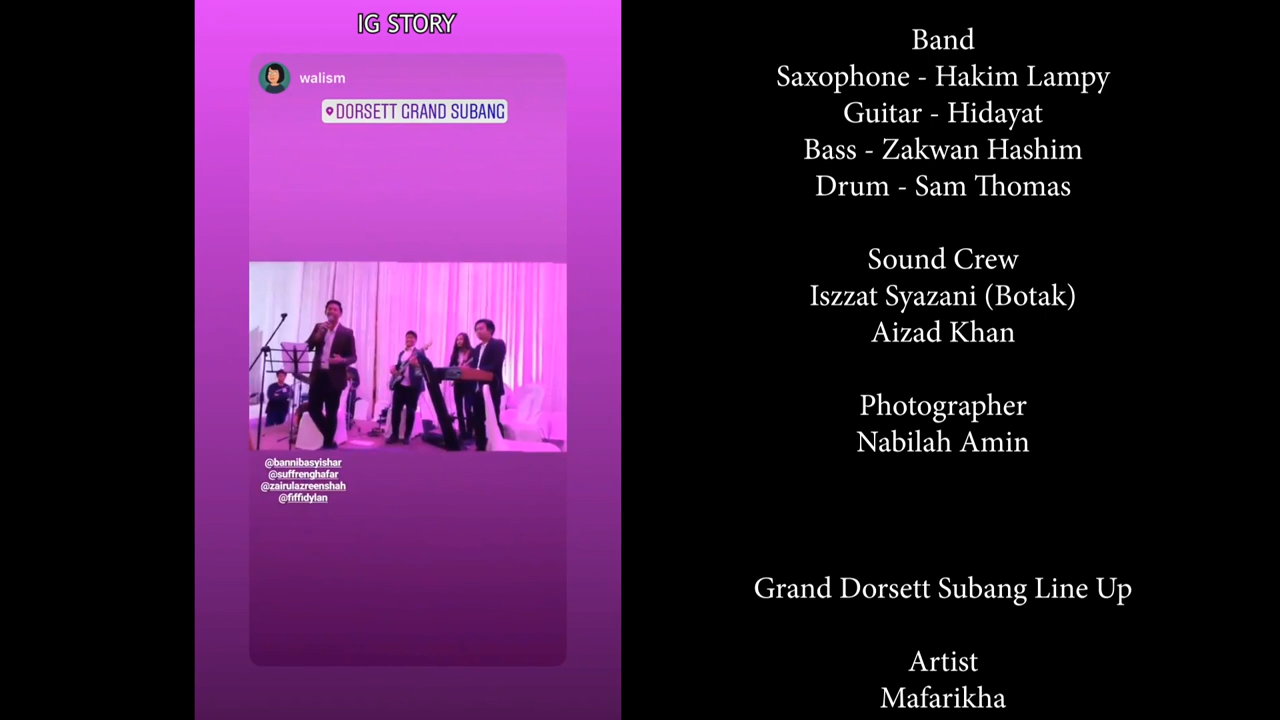 IG STORY
walism
DORSETT GRAND SUBANG
@bannibasyishar
@suffrenghafar
@zairulazreenshah
@fiffidylan
Band
Saxophone - Hakim Lampy
Guitar - Hidayat
Bass - Zakwan Hashim
Drum - Sam Thomas
Sound Crew
Iszzat Syazani (Botak)
Aizad Khan
Photographer
Nabilah Amin
Grand Dorsett Subang Line Up
Artist
Mafarikha